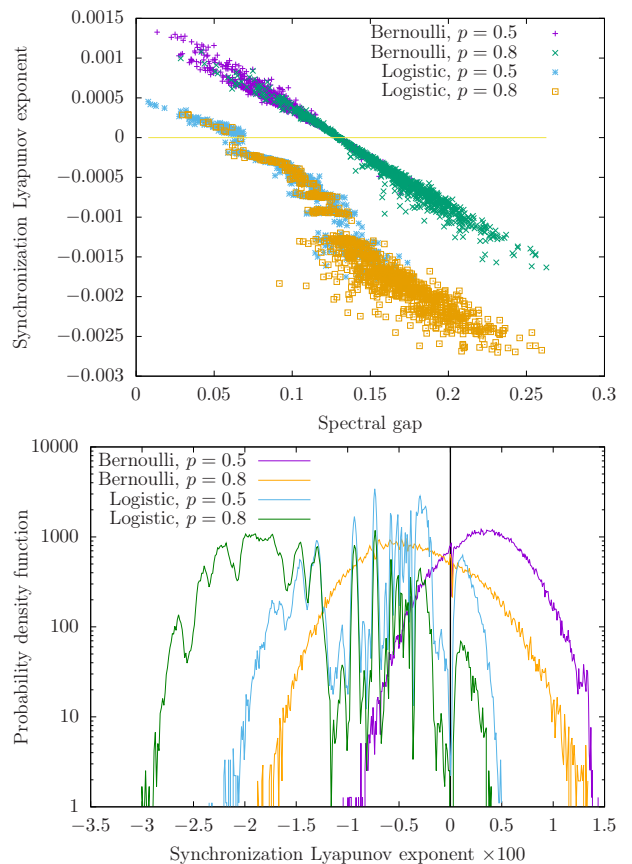 0.0015
0.001
0.0005
0
−0.0005
−0.001
−0.0015
−0.002
−0.0025
−0.003
Synchronization Lyapunov exponent
Bernoulli, p = 0.5
Bernoulli, p = 0.8
Logistic, p = 0.5
Logistic, p = 0.8
0 0.05 0.1 0.15 0.2 0.25 0.3
Spectral gap
10000
1000
100
10
1
Probability density function
Bernoulli, p = 0.5
Bernoulli, p = 0.8
Logistic, p = 0.5
Logistic, p = 0.8
−3.5 −3 −2.5 −2 −1.5 −1 −0.5 0 0.5 1 1.5
Synchronization Lyapunov exponent ×100